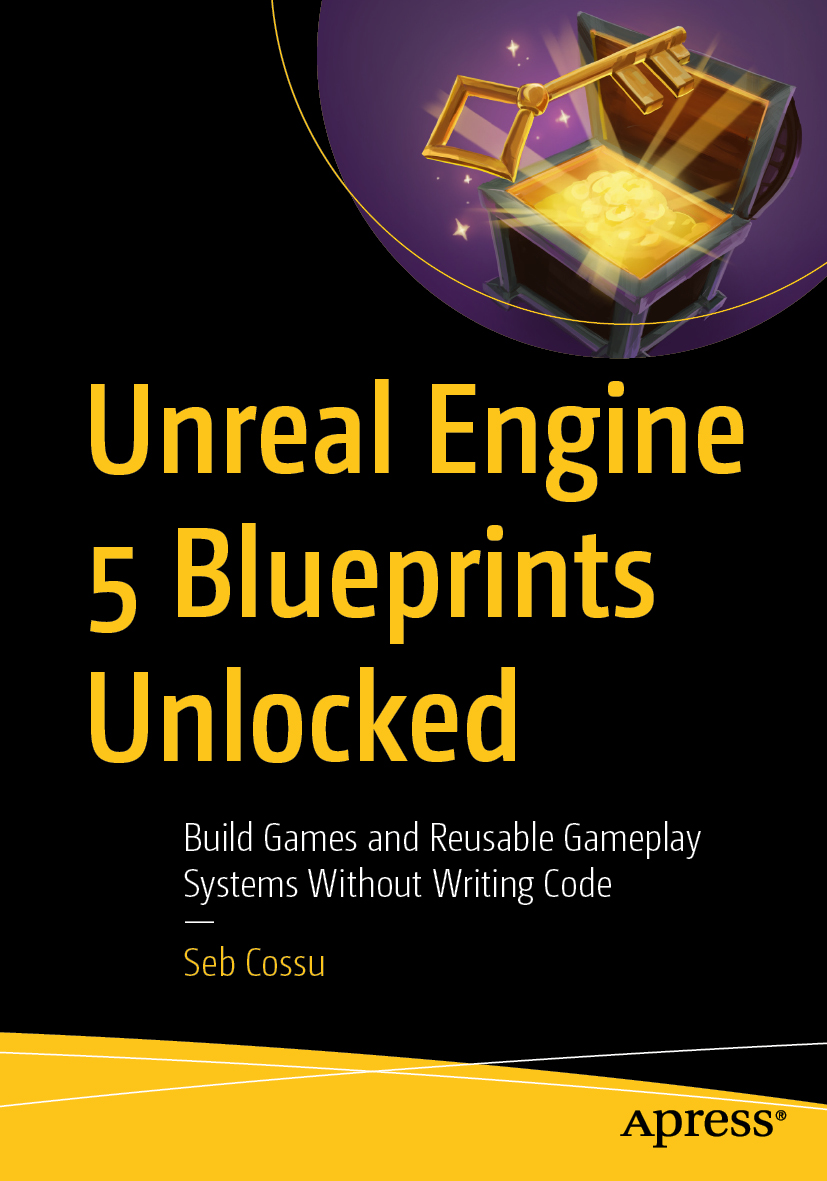 Unreal Engine
5 Blueprints
Unlocked
Build Games and Reusable Gameplay
Systems Without Writing Code
—
Seb Cossu
Apress®